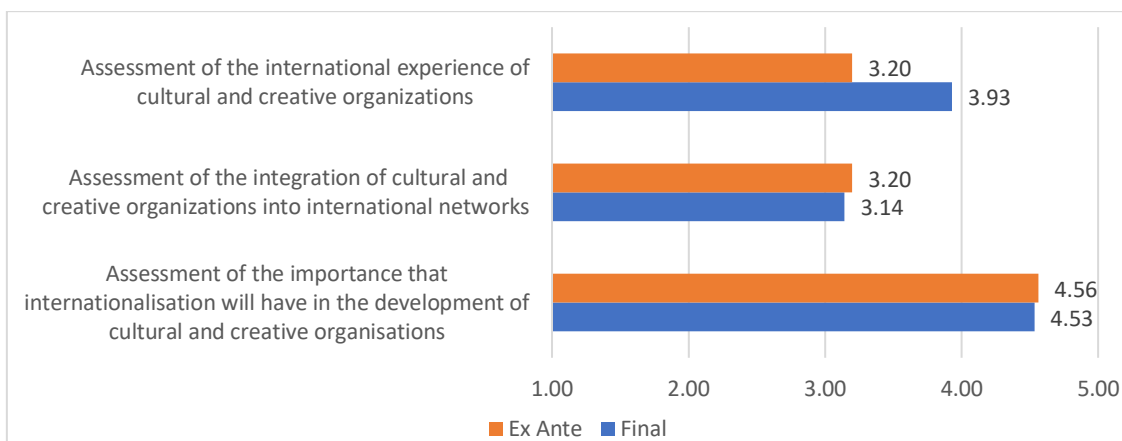 Assessment of the international experience of
cultural and creative organizations
3.20
3.93
Assessment of the integration of cultural and
creative organizations into international networks
3.20
3.14
Assessment of the importance that
internationalisation will have in the development of
cultural and creative organisations
4.56
4.53
1.00 2.00 3.00 4.00 5.00
Ex Ante Final